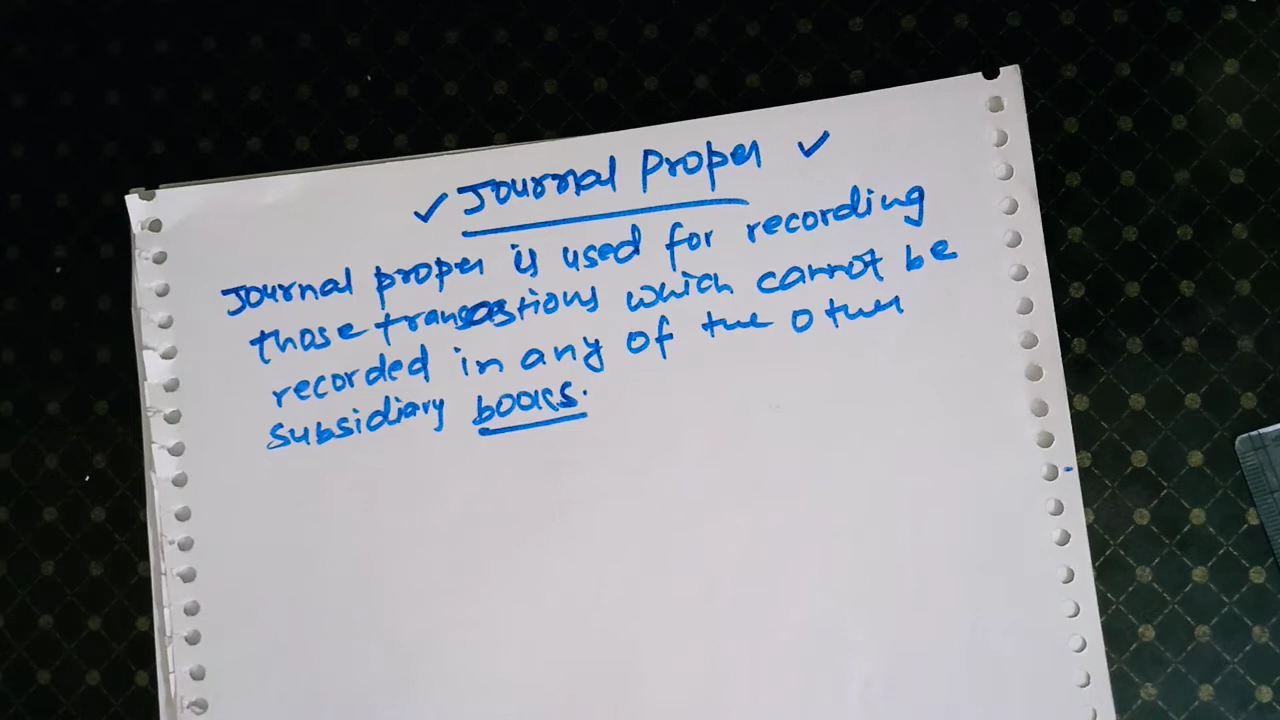 ✓ Journal Proper ✓
Journal proper is used for recording
those transactions which cannot be
recorded in any of the other
subsidiary books.